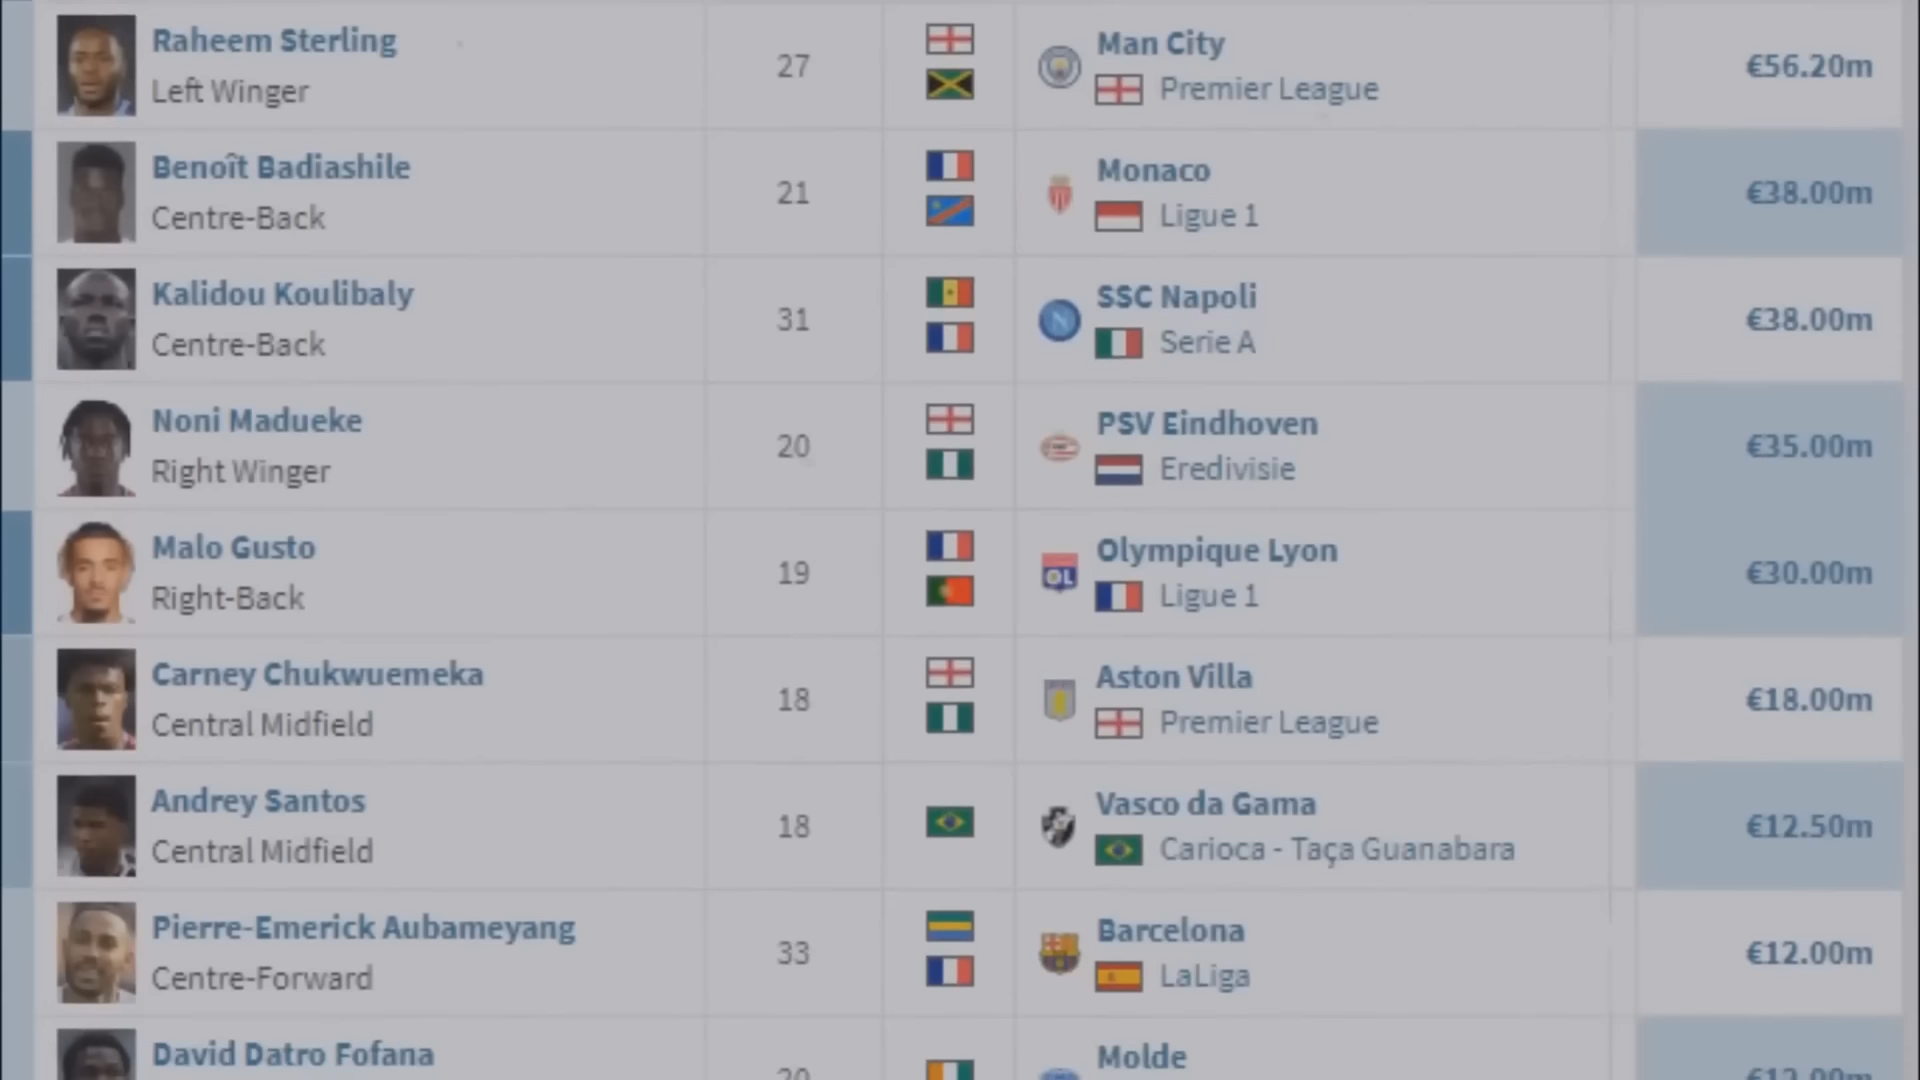 Raheem Sterling
Left Winger
27
Man City
Premier League
€56.20m
Benoît Badiashile
Centre-Back
21
Monaco
Ligue 1
€38.00m
Kalidou Koulibaly
Centre-Back
31
SSC Napoli
Serie A
€38.00m
Noni Madueke
Right Winger
20
PSV Eindhoven
Eredivisie
€35.00m
Malo Gusto
Right-Back
19
Olympique Lyon
Ligue 1
€30.00m
Carney Chukwuemeka
Central Midfield
18
Aston Villa
Premier League
€18.00m
Andrey Santos
Central Midfield
18
Vasco da Gama
Carioca - Taça Guanabara
€12.50m
Pierre-Emerick Aubameyang
Centre-Forward
33
Barcelona
LaLiga
€12.00m
David Datro Fofana
20
Molde
€12.00m